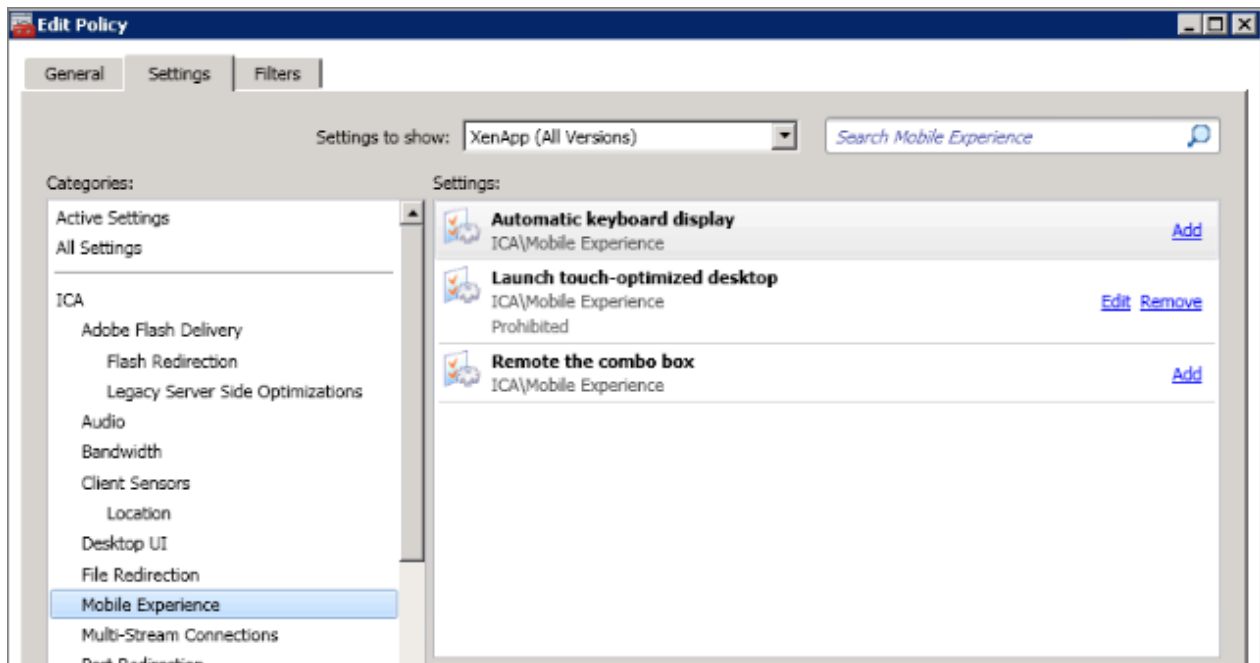 Edit Policy
General Settings Filters
Settings to show: XenApp (All Versions) Search Mobile Experience
Categories:
Active Settings
All Settings
ICA
Adobe Flash Delivery
Flash Redirection
Legacy Server Side Optimizations
Audio
Bandwidth
Client Sensors
Location
Desktop UI
File Redirection
Mobile Experience
Multi-Stream Connections
Settings:
Automatic keyboard display
ICA\Mobile Experience
Add
Launch touch-optimized desktop
ICA\Mobile Experience
Edit Remove
Prohibited
Remote the combo box
ICA\Mobile Experience
Add